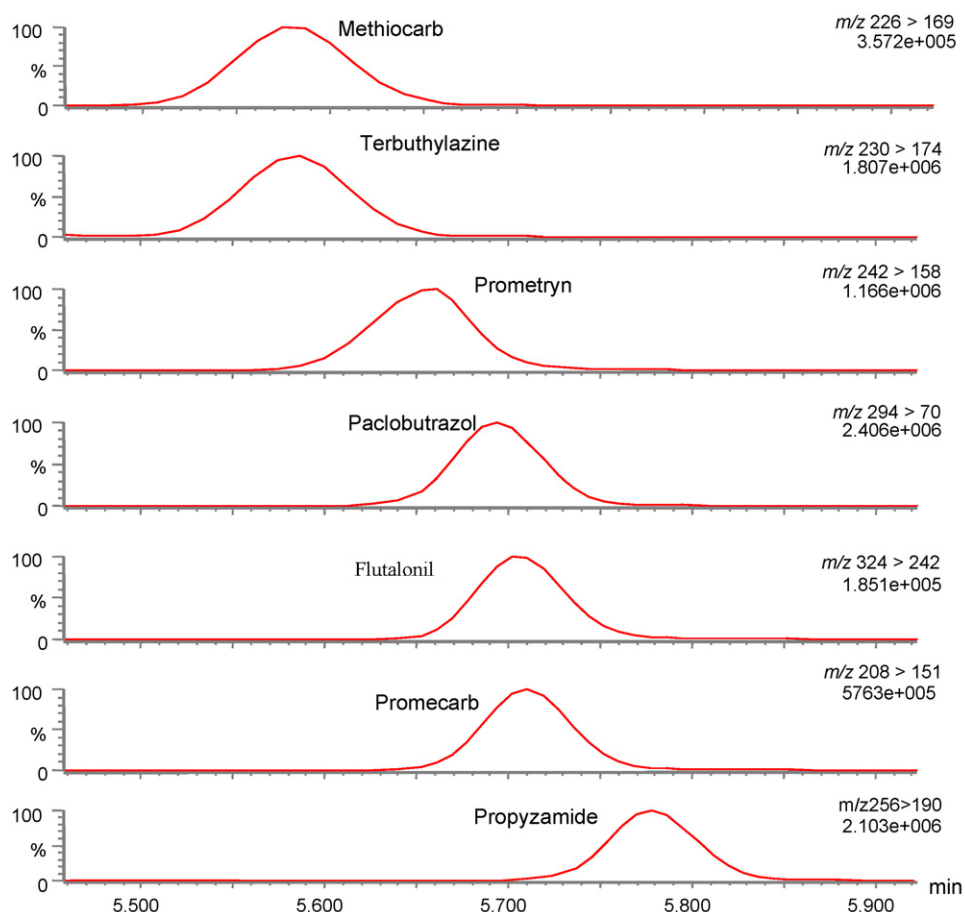 100
%
0
Methiocarb
m/z 226 > 169
3.572e+005
100
%
0
Terbuthylazine
m/z 230 > 174
1.807e+006
100
%
0
Prometryn
m/z 242 > 158
1.166e+006
100
%
0
Paclobutrazol
m/z 294 > 70
2.406e+006
100
%
0
Flutalonil
m/z 324 > 242
1.851e+005
100
%
0
Promecarb
m/z 208 > 151
5763e+005
100
%
0
Propyzamide
m/z256>190
2.103e+006
5.500 5.600 5.700 5.800 5.900 min